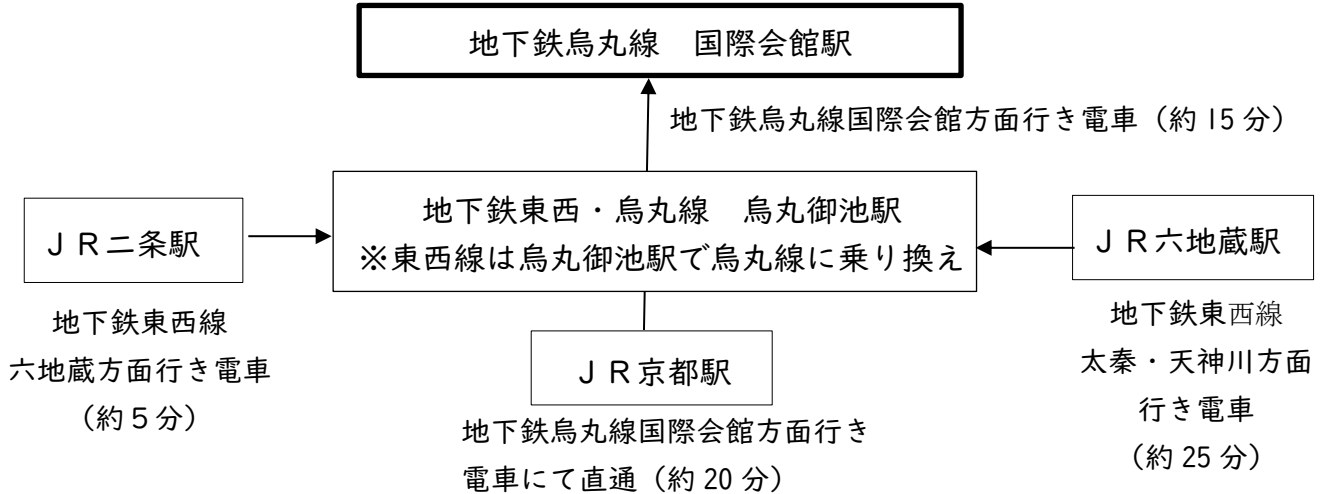 地下鉄烏丸線　国際会館駅
地下鉄烏丸線国際会館方面行き電車（約15分）
地下鉄東西・烏丸線　烏丸御池駅
※東西線は烏丸御池駅で烏丸線に乗り換え
ＪＲ二条駅
地下鉄東西線
六地蔵方面行き電車
（約5分）
ＪＲ京都駅
地下鉄烏丸線国際会館方面行き
電車にて直通（約20分）
ＪＲ六地蔵駅
地下鉄東西線
太秦・天神川方面
行き電車
（約25分）